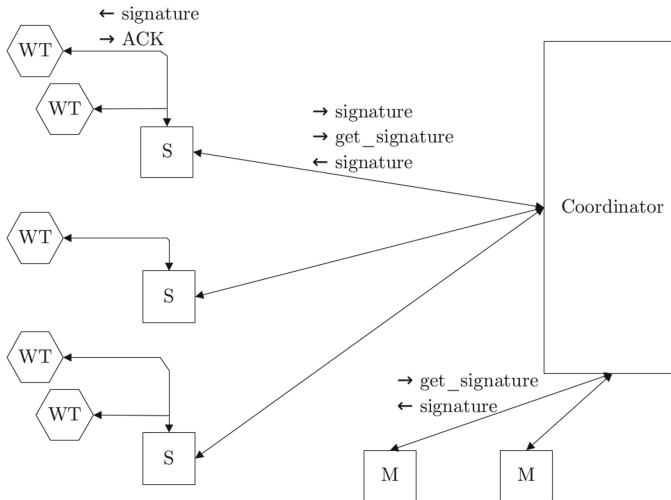 ← signature
→ ACK
WT
WT
S
→ signature
→ get_signature
← signature
Coordinator
WT
S
WT
WT
S
→ get_signature
← signature
M
M